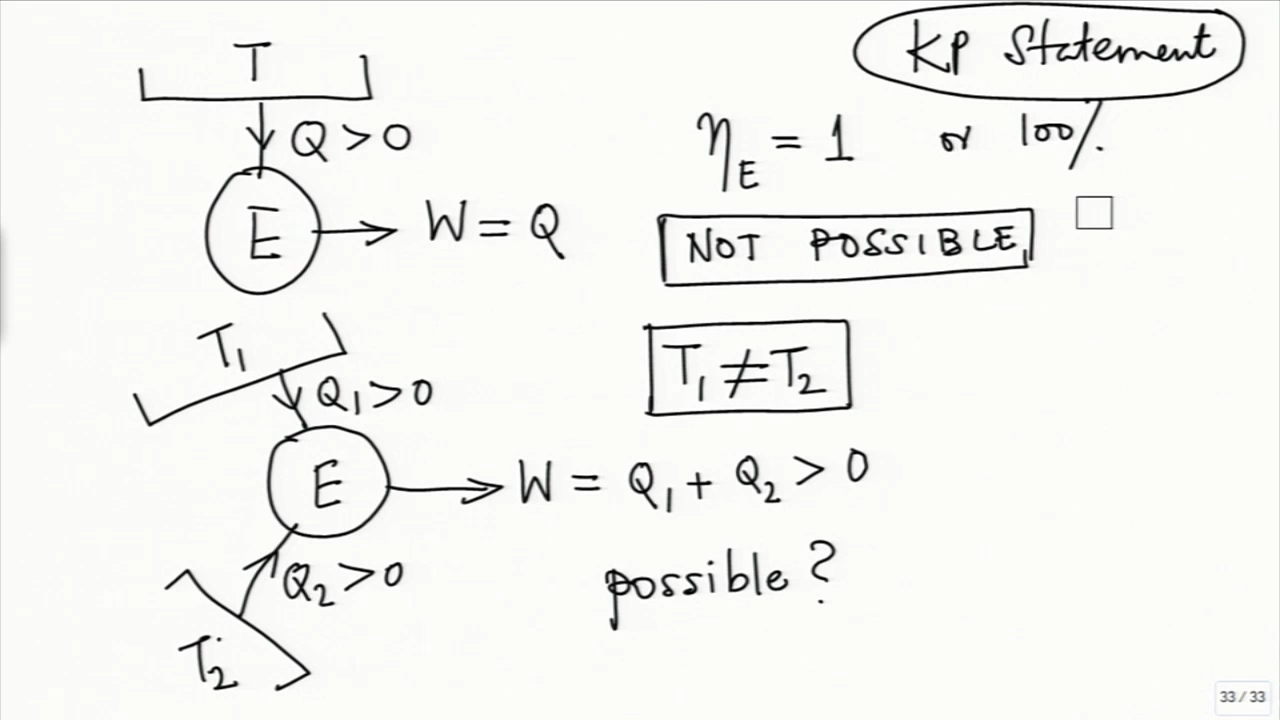 KP Statement
T
Q > 0
η_E = 1 or 100%.
E
W = Q
NOT POSSIBLE
T₁
T₁ ≠ T₂
Q₁ > 0
E
W = Q₁ + Q₂ > 0
Q₂ > 0
possible?
T₂
33 / 33